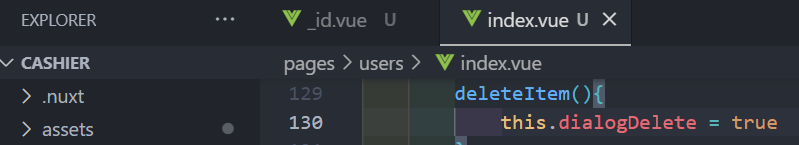 EXPLORER
···
_id.vue U
index.vue U ×
CASHIER
pages > users > index.vue
> .nuxt
129 deleteItem(){
> assets
130 this.dialogDelete = true